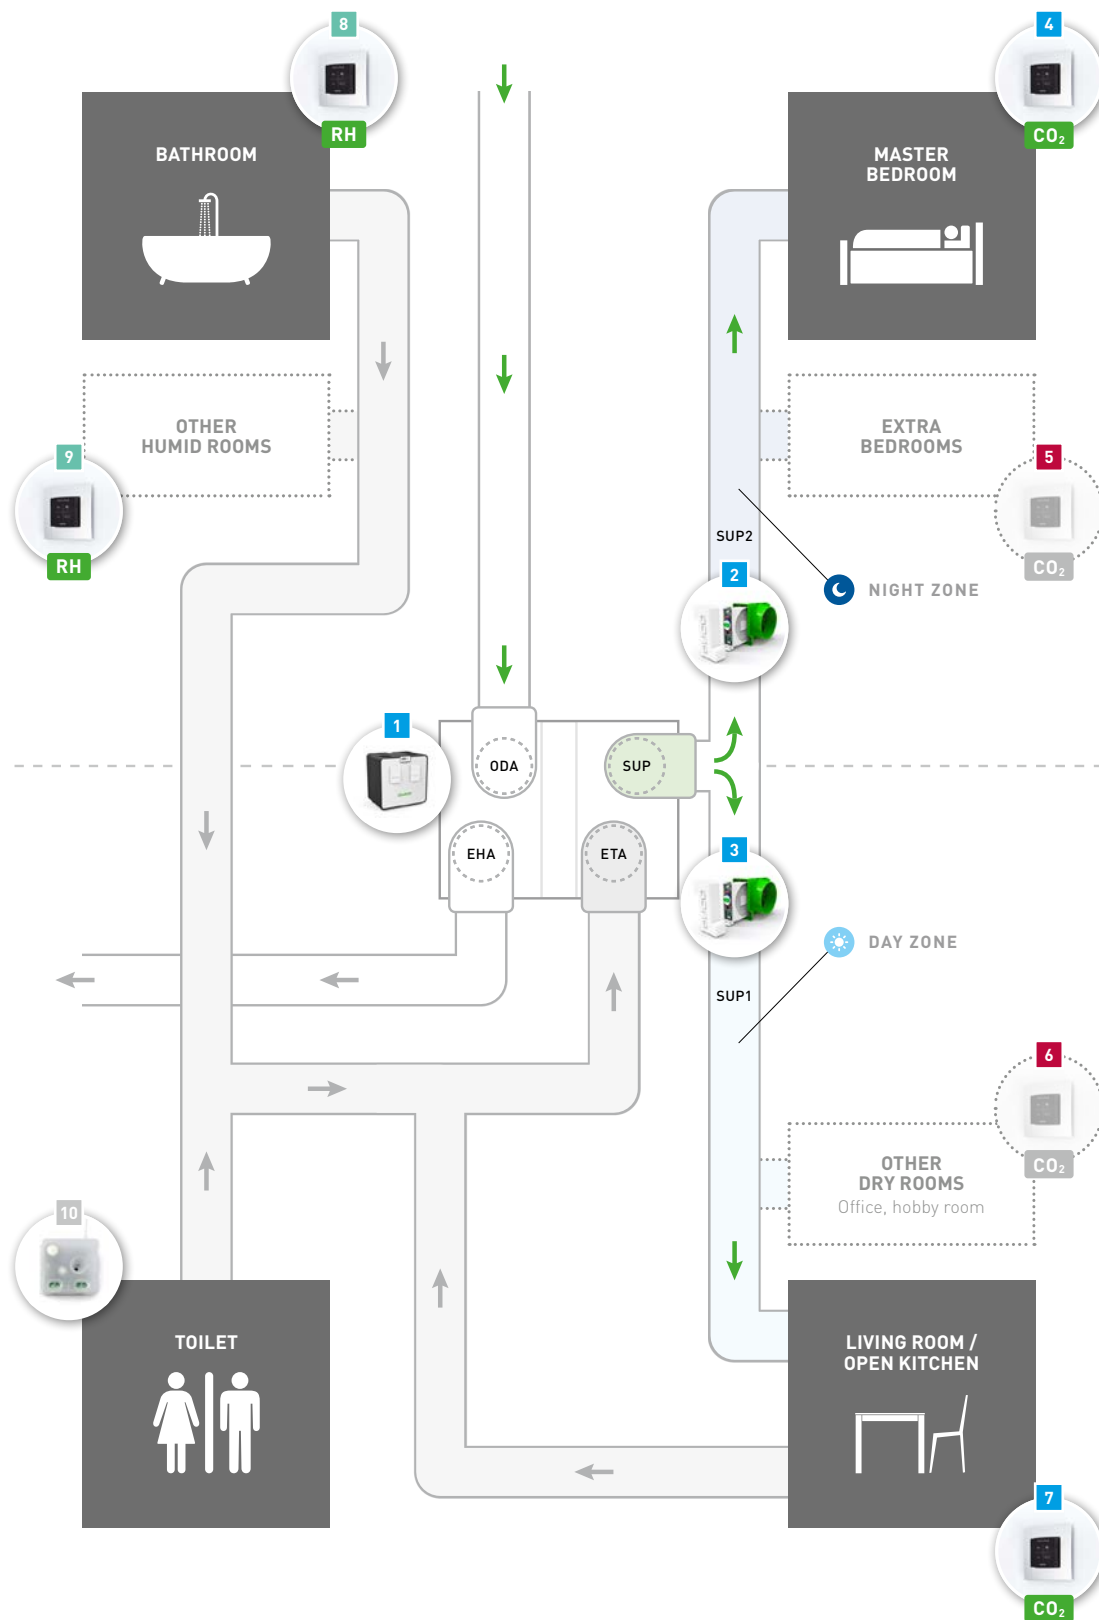 8
4
RH
CO₂
BATHROOM
MASTER
BEDROOM
OTHER
HUMID ROOMS
EXTRA
BEDROOMS
9
5
RH
CO₂
SUP2
2
NIGHT ZONE
1
ODA
SUP
EHA
ETA
3
DAY ZONE
SUP1
6
CO₂
OTHER
DRY ROOMS
Office, hobby room
10
TOILET
LIVING ROOM /
OPEN KITCHEN
7
CO₂